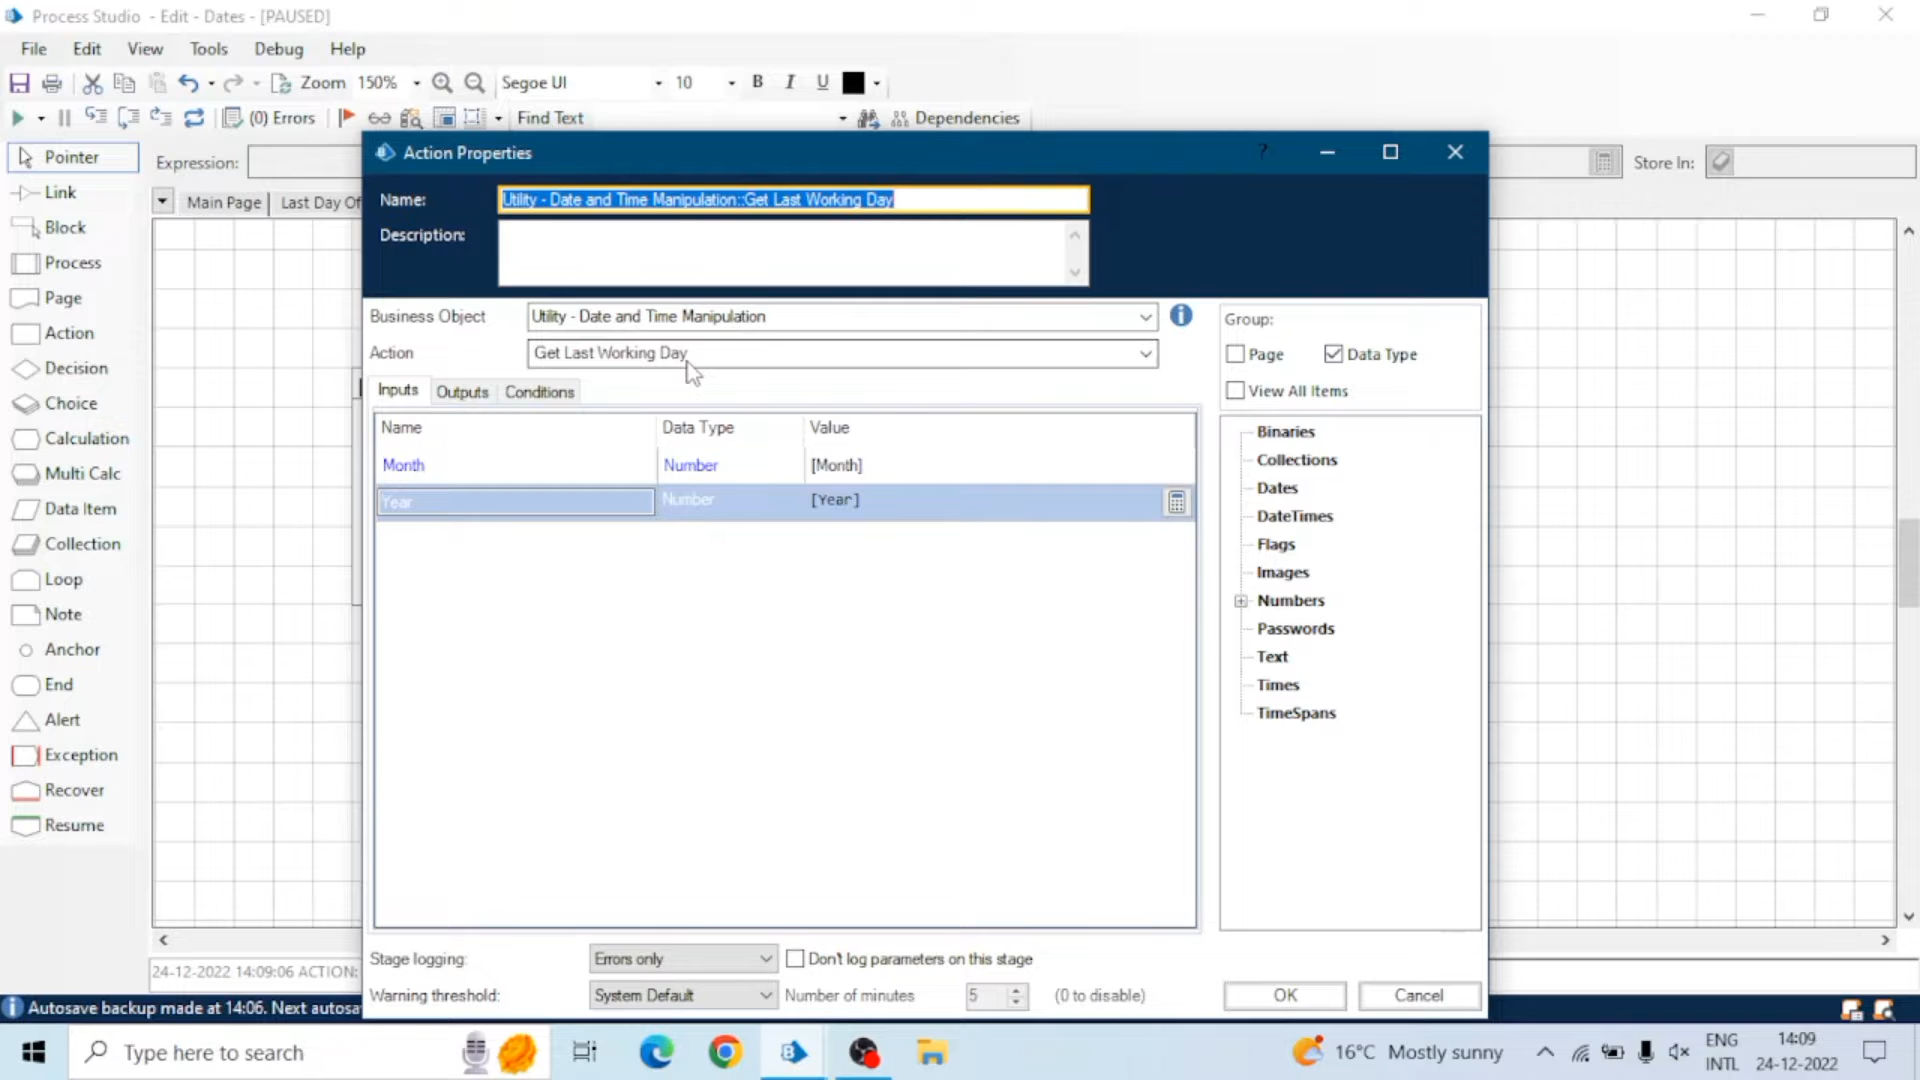 Process Studio - Edit - Dates - [PAUSED]
File Edit View Tools Debug Help
Zoom 150% Segoe UI 10 B I U
(0) Errors Find Text Dependencies
Pointer
Link
Block
Process
Page
Action
Decision
Choice
Calculation
Multi Calc
Data Item
Collection
Loop
Note
Anchor
End
Alert
Exception
Recover
Resume
Expression:
Store In:
Main Page
Last Day Of
Action Properties
?
Name: Utility - Date and Time Manipulation::Get Last Working Day
Description:
Business Object Utility - Date and Time Manipulation
Action Get Last Working Day
Inputs Outputs Conditions
Name Data Type Value
Month Number [Month]
Year Number [Year]
Group:
Page Data Type
View All Items
Binaries
Collections
Dates
DateTimes
Flags
Images
Numbers
Passwords
Text
Times
TimeSpans
Stage logging: Errors only Don't log parameters on this stage
Warning threshold: System Default Number of minutes 5 (0 to disable)
OK Cancel
24-12-2022 14:09:06 ACTION:
Autosave backup made at 14:06. Next autosa
Type here to search
16°C Mostly sunny
ENG
INTL
14:09
24-12-2022